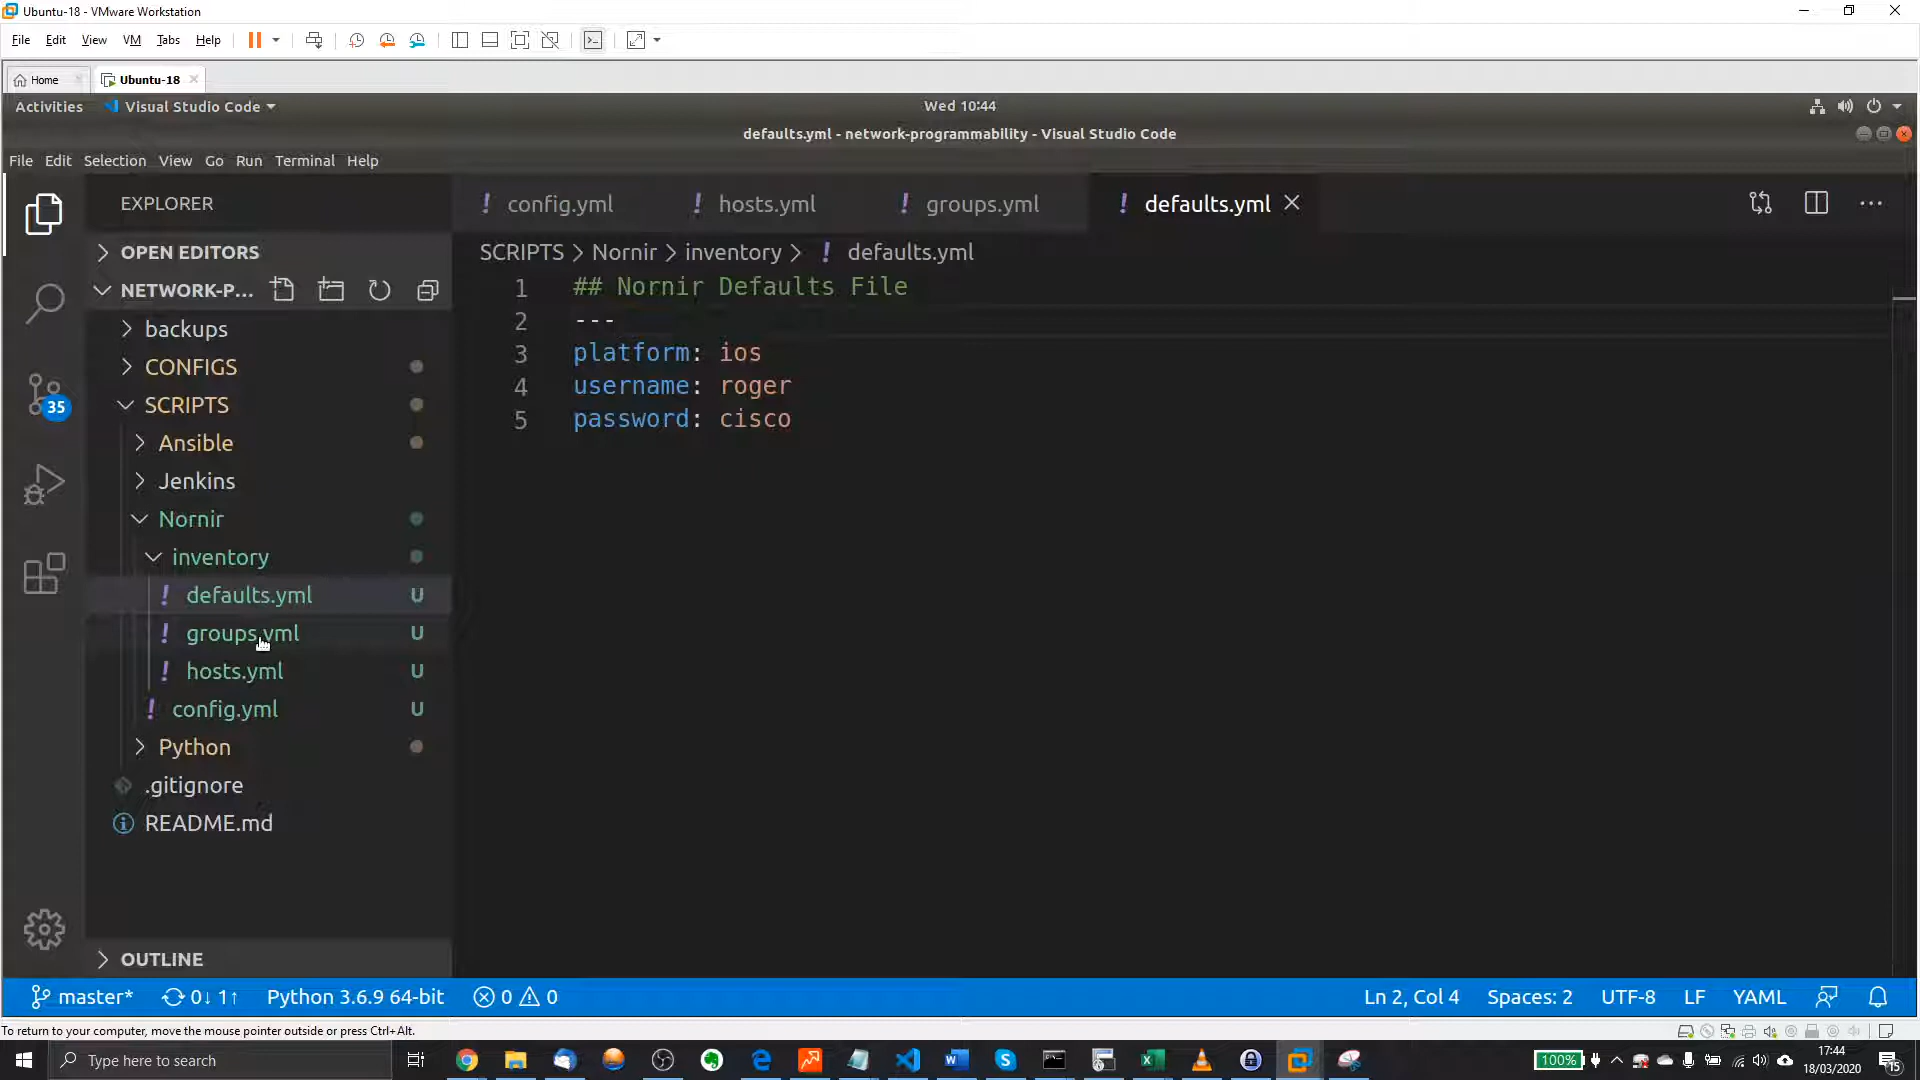 Ubuntu-18 - VMware Workstation
File Edit View VM Tabs Help
Home Ubuntu-18
Activities Visual Studio Code Wed 10:44
defaults.yml - network-programmability - Visual Studio Code
File Edit Selection View Go Run Terminal Help
EXPLORER
OPEN EDITORS
NETWORK-P...
backups
CONFIGS
SCRIPTS
Ansible
Jenkins
Nornir
inventory
! defaults.yml U
! groups.yml U
! hosts.yml U
! config.yml U
Python
.gitignore
README.md
OUTLINE
35
! config.yml ! hosts.yml ! groups.yml ! defaults.yml
SCRIPTS > Nornir > inventory > ! defaults.yml
1 ## Nornir Defaults File
2 ---
3 platform: ios
4 username: roger
5 password: cisco
master* 0↓ 1↑ Python 3.6.9 64-bit 0 0 Ln 2, Col 4 Spaces: 2 UTF-8 LF YAML
To return to your computer, move the mouse pointer outside or press Ctrl+Alt.
Type here to search
100%
17:44
18/03/2020
15